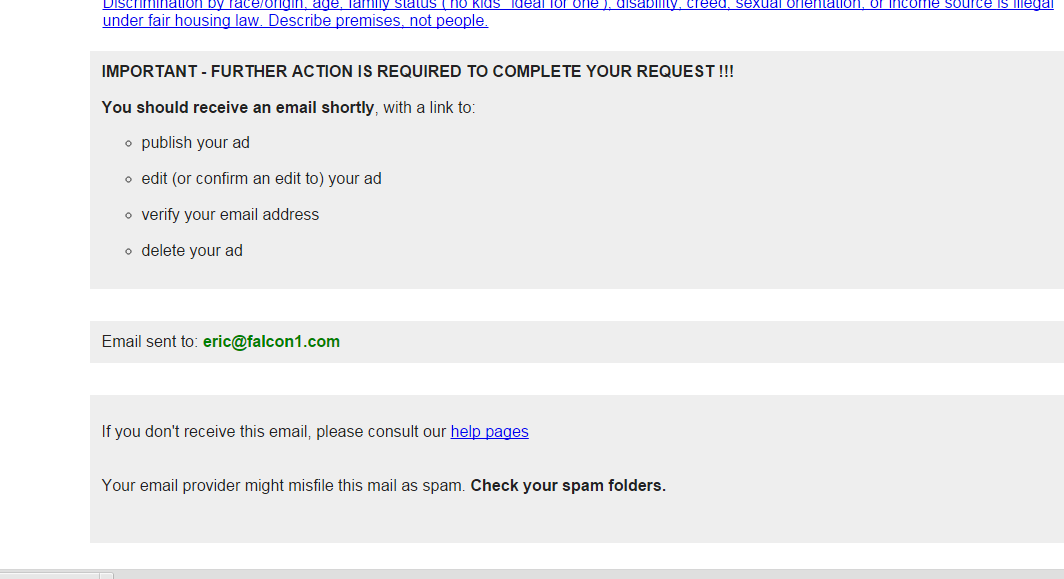 Discrimination by race/origin, age, family status ("no kids" "ideal for one"), disability, creed, sexual orientation, or income source is illegal
under fair housing law. Describe premises, not people.
IMPORTANT - FURTHER ACTION IS REQUIRED TO COMPLETE YOUR REQUEST !!!
You should receive an email shortly, with a link to:
publish your ad
edit (or confirm an edit to) your ad
verify your email address
delete your ad
Email sent to: eric@falcon1.com
If you don't receive this email, please consult our help pages
Your email provider might misfile this mail as spam. Check your spam folders.